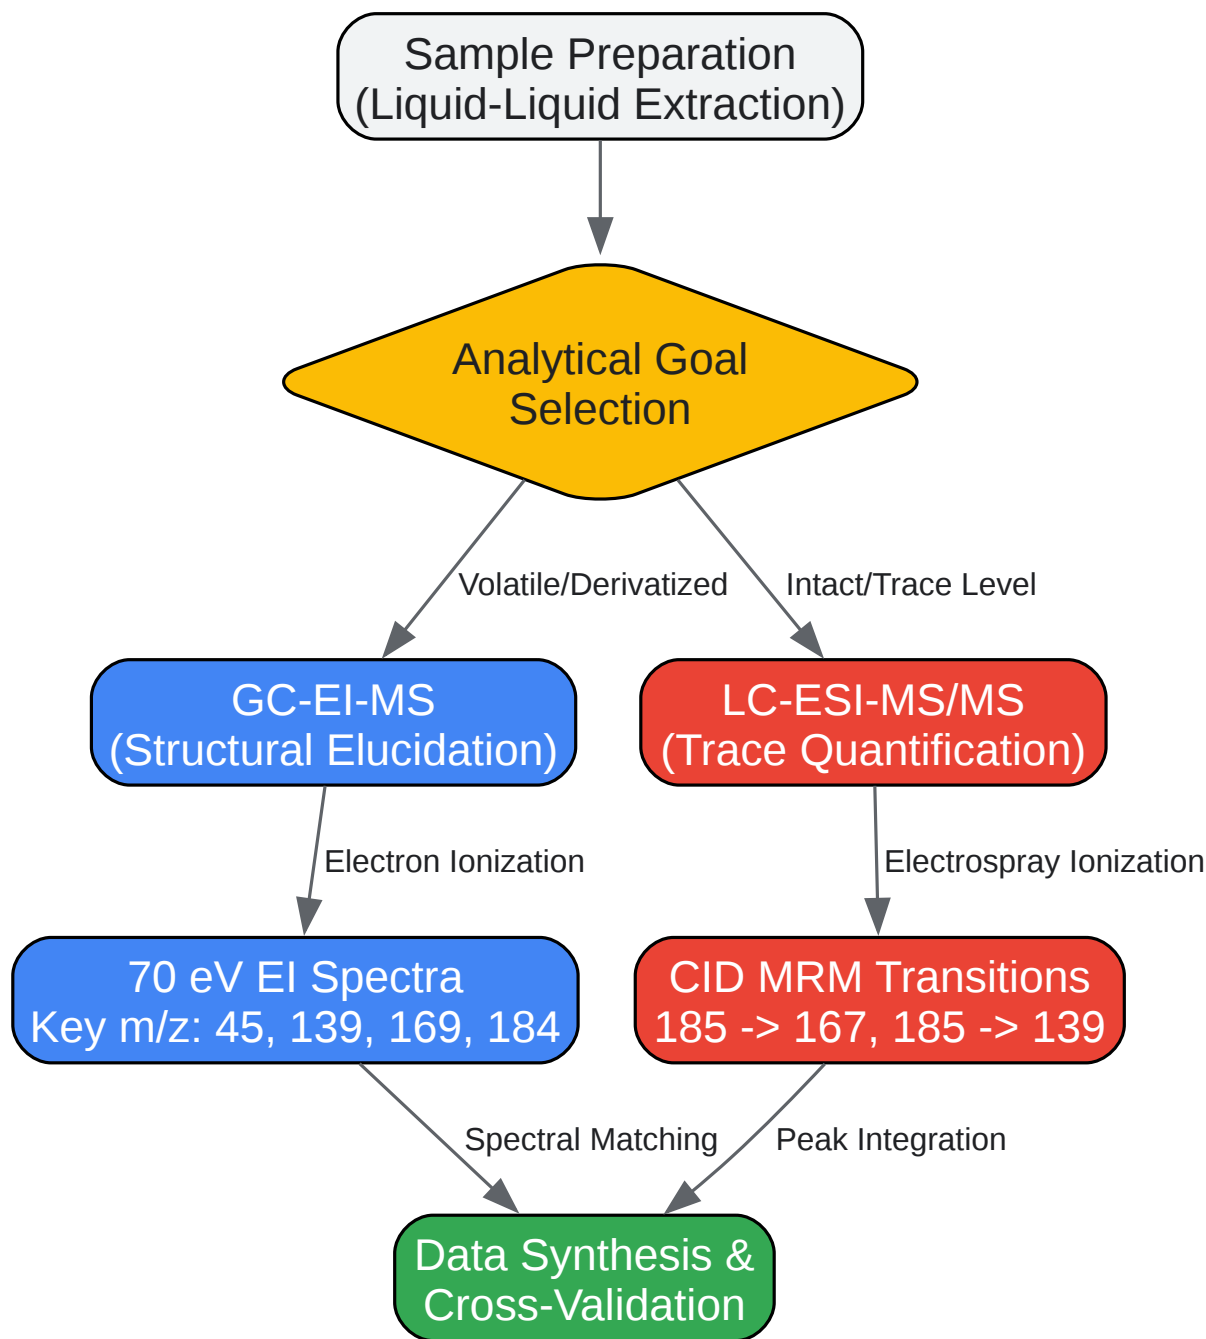 Sample Preparation
(Liquid-Liquid Extraction)
Analytical Goal
Selection
Volatile/Derivatized
Intact/Trace Level
GC-EI-MS
(Structural Elucidation)
LC-ESI-MS/MS
(Trace Quantification)
Electron Ionization
Electrospray Ionization
70 eV EI Spectra
Key m/z: 45, 139, 169, 184
CID MRM Transitions
185 -> 167, 185 -> 139
Spectral Matching
Peak Integration
Data Synthesis &
Cross-Validation